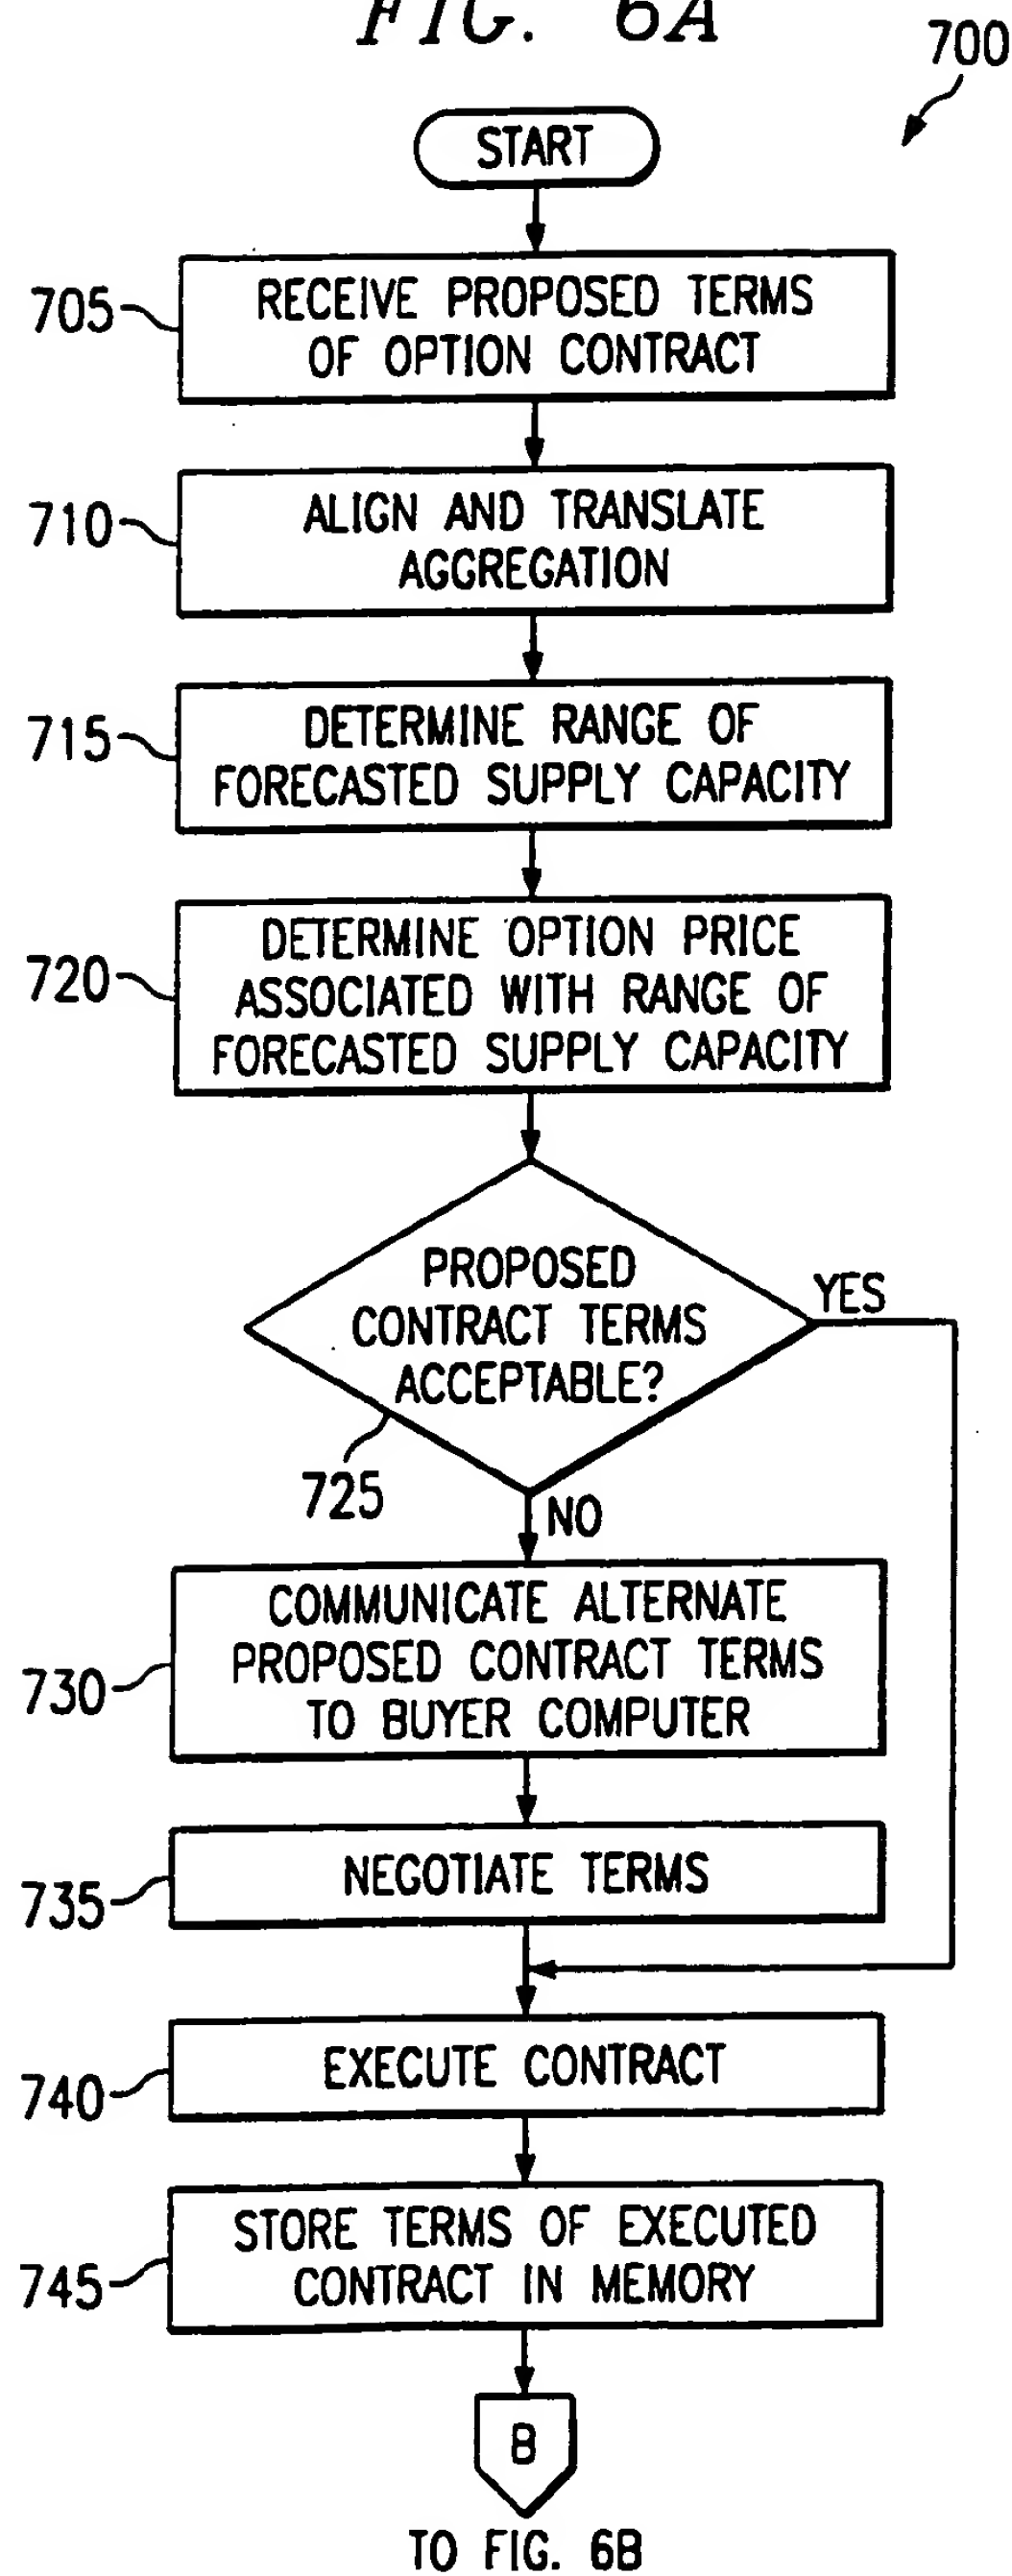 FIG. 6A
700
START
705
RECEIVE PROPOSED TERMS
OF OPTION CONTRACT
710
ALIGN AND TRANSLATE
AGGREGATION
715
DETERMINE RANGE OF
FORECASTED SUPPLY CAPACITY
720
DETERMINE OPTION PRICE
ASSOCIATED WITH RANGE OF
FORECASTED SUPPLY CAPACITY
PROPOSED
CONTRACT TERMS
ACCEPTABLE?
YES
725
NO
730
COMMUNICATE ALTERNATE
PROPOSED CONTRACT TERMS
TO BUYER COMPUTER
735
NEGOTIATE TERMS
740
EXECUTE CONTRACT
745
STORE TERMS OF EXECUTED
CONTRACT IN MEMORY
B
TO FIG. 6B